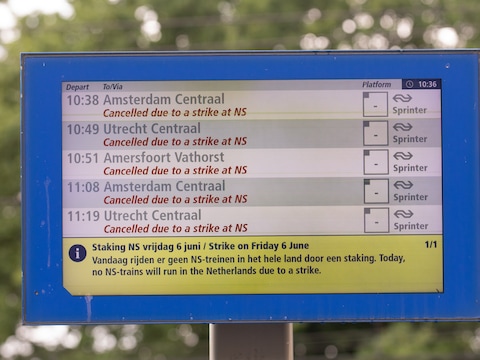 Depart To/Via Platform 10:36
10:38 Amsterdam Centraal -
Cancelled due to a strike at NS Sprinter
10:49 Utrecht Centraal -
Cancelled due to a strike at NS Sprinter
10:51 Amersfoort Vathorst -
Cancelled due to a strike at NS Sprinter
11:08 Amsterdam Centraal -
Cancelled due to a strike at NS Sprinter
11:19 Utrecht Centraal -
Cancelled due to a strike at NS Sprinter
i Staking NS vrijdag 6 juni / Strike on Friday 6 June 1/1
Vandaag rijden er geen NS-treinen in het hele land door een staking. Today,
no NS-trains will run in the Netherlands due to a strike.